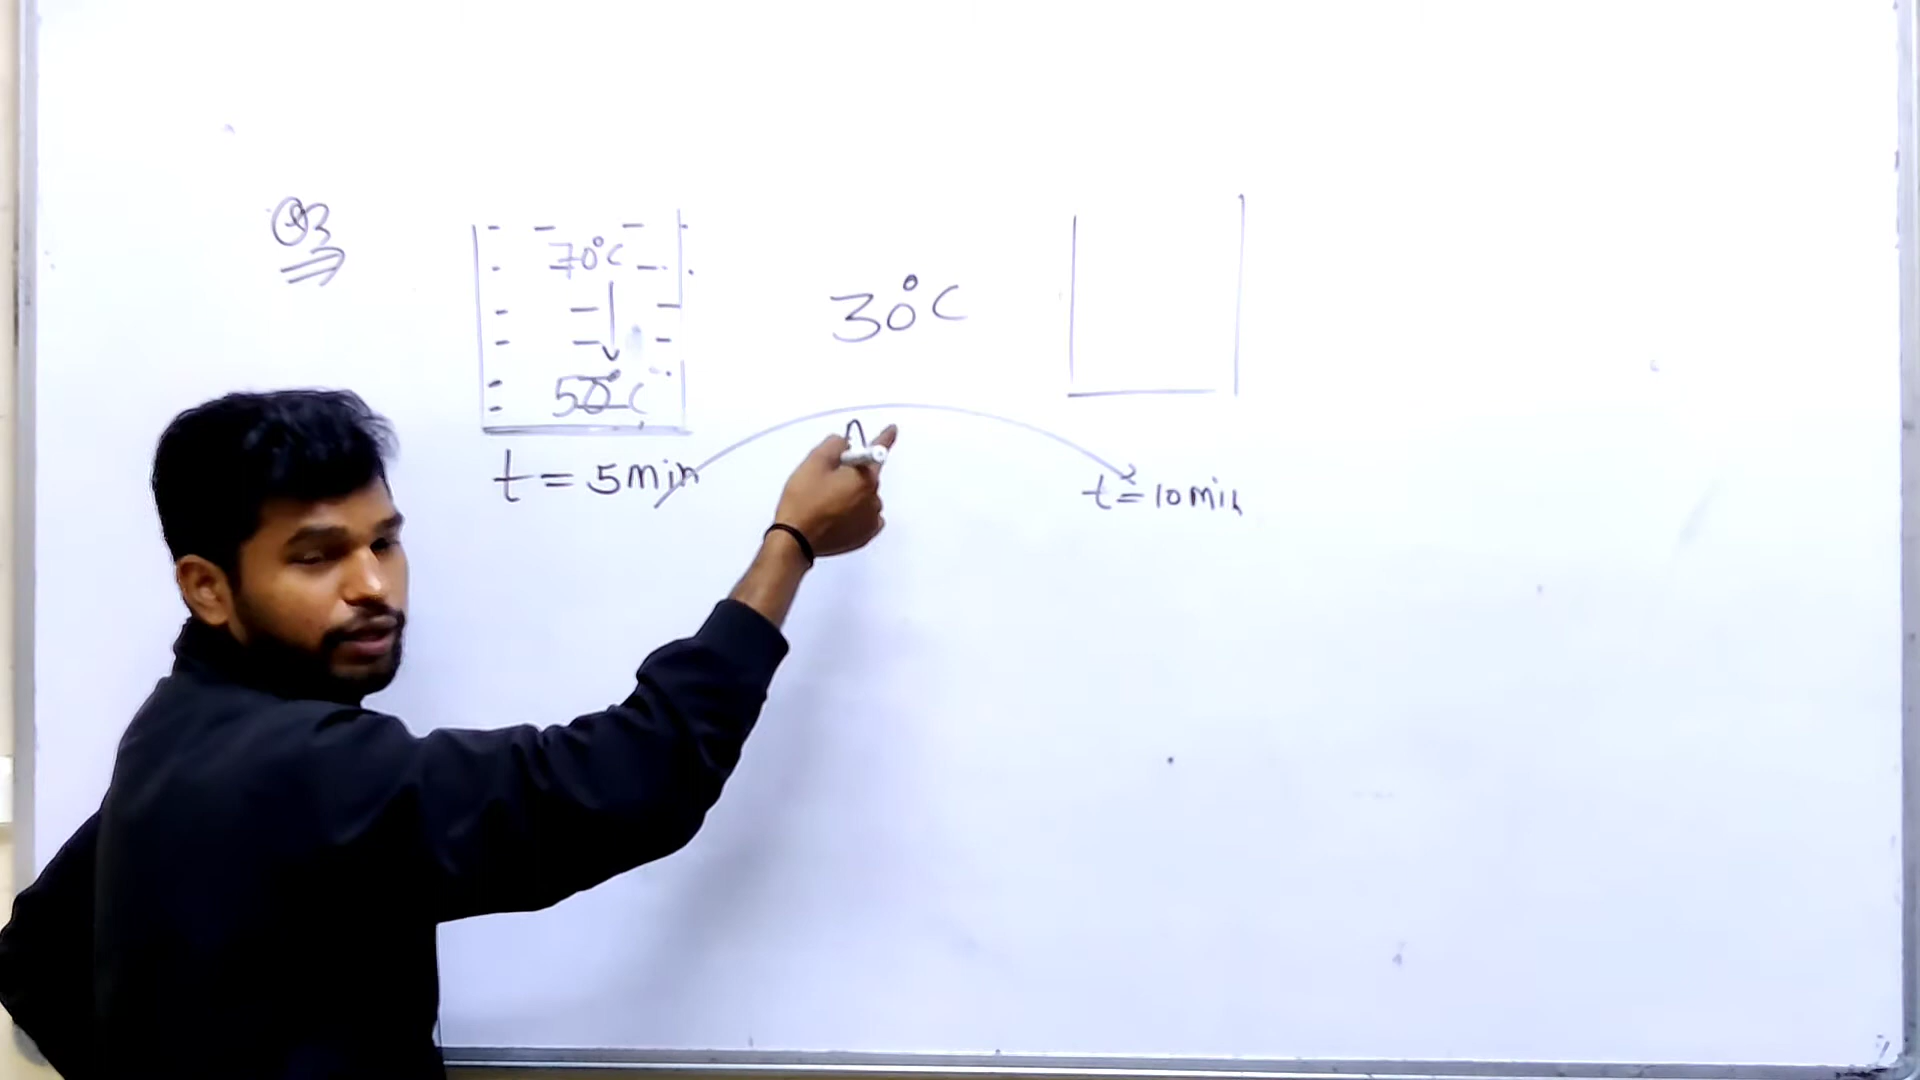 Q3
70°C
50°C
30°C
t = 5min
t = 10min